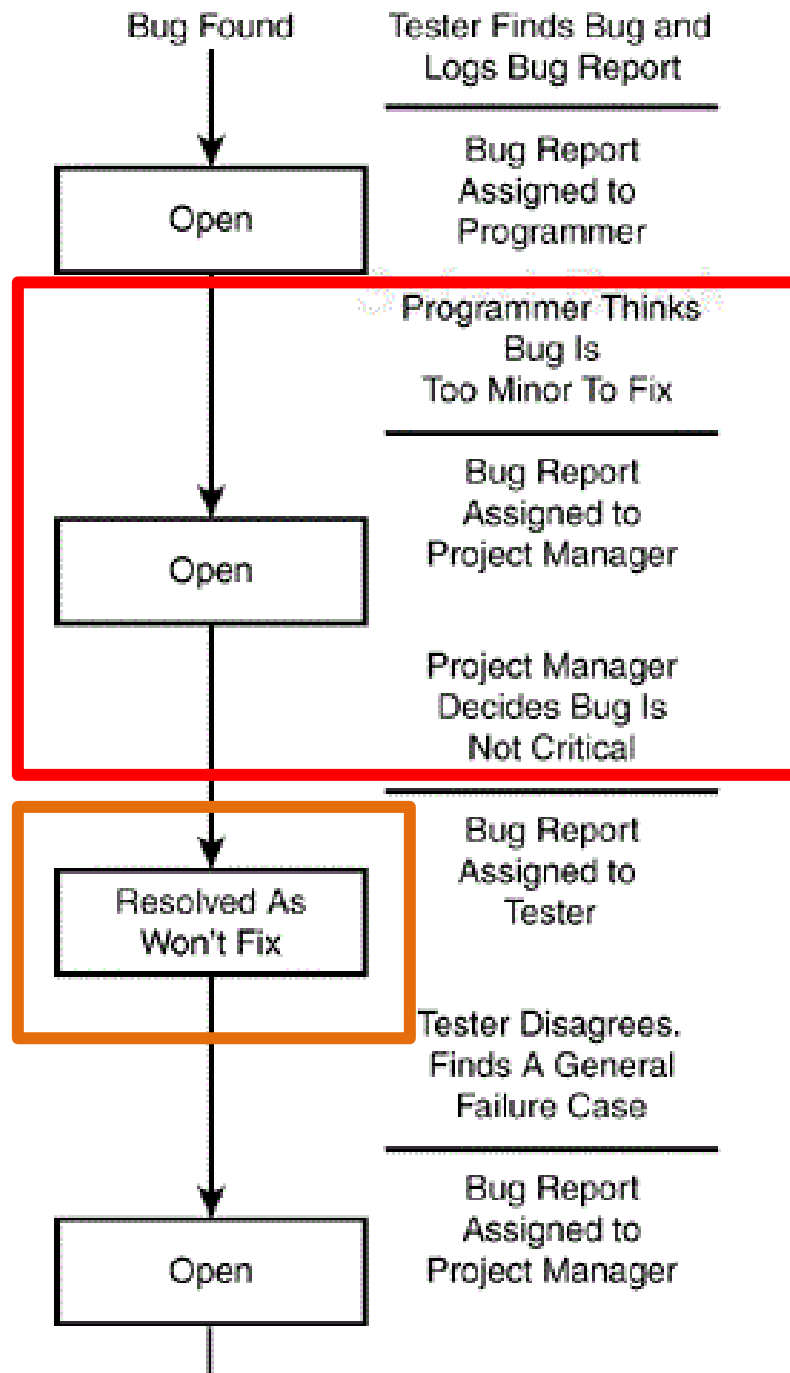 Bug Found
Tester Finds Bug and
Logs Bug Report
Bug Report
Assigned to
Programmer
Open
Programmer Thinks
Bug Is
Too Minor To Fix
Bug Report
Assigned to
Project Manager
Open
Project Manager
Decides Bug Is
Not Critical
Bug Report
Assigned to
Tester
Resolved As
Won't Fix
Tester Disagrees.
Finds A General
Failure Case
Bug Report
Assigned to
Project Manager
Open